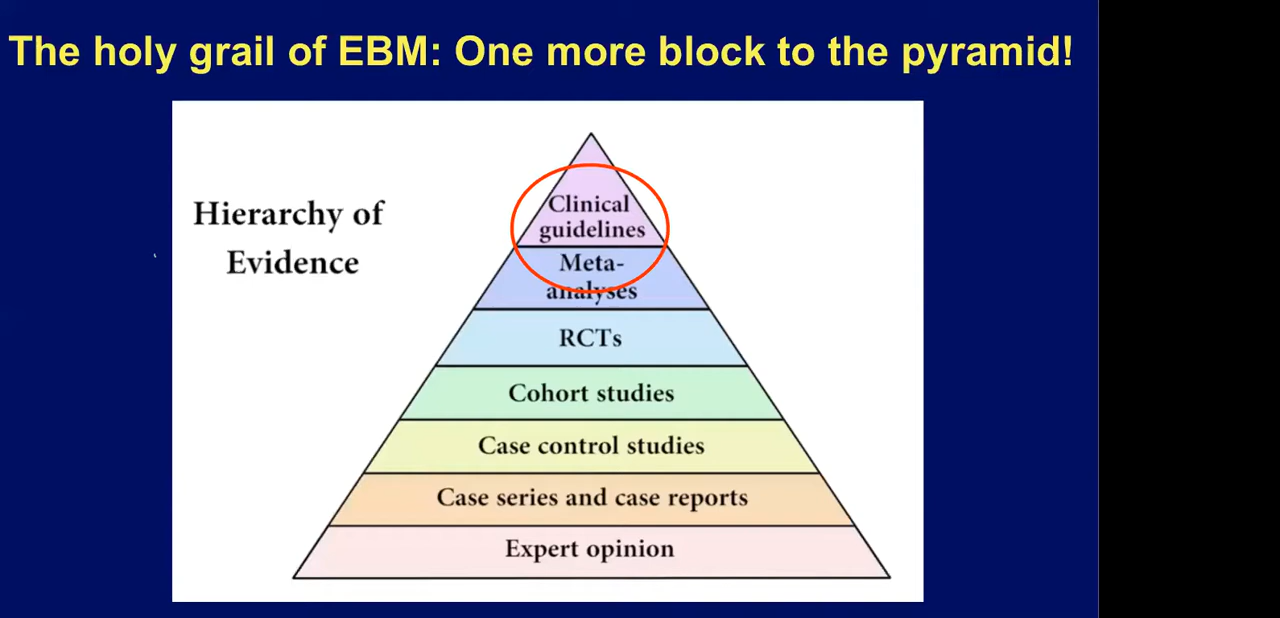 The holy grail of EBM: One more block to the pyramid!
Hierarchy of
Evidence
Clinical
guidelines
Meta-
analyses
RCTs
Cohort studies
Case control studies
Case series and case reports
Expert opinion